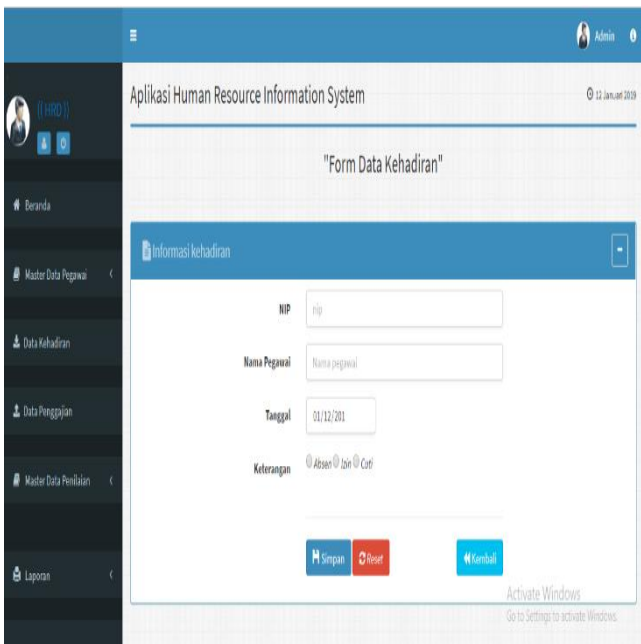 Admin
{{ HRD }}
Aplikasi Human Resource Information System
12 Januari 2019
"Form Data Kehadiran"
Beranda
Master Data Pegawai
Data Kehadiran
Data Penggajian
Master Data Penilaian
Laporan
Informasi kehadiran
NIP
nip
Nama Pegawai
Nama pegawai
Tanggal
01/12/201
Keterangan
Absen Izin Cuti
Simpan Reset Kembali
Activate Windows
Go to Settings to activate Windows.